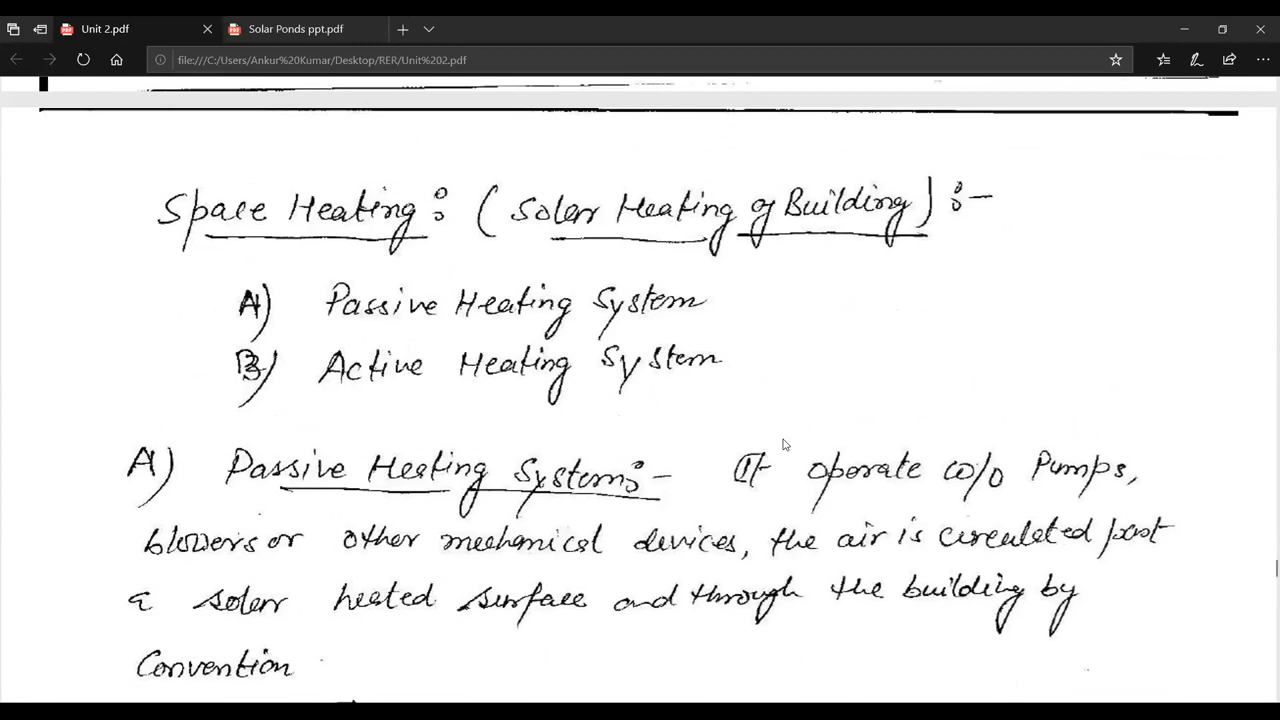 Unit 2.pdf
Solar Ponds ppt.pdf
file:///C:/Users/Ankur%20Kumar/Desktop/RER/Unit%202.pdf
Space Heating: (Solar Heating of Building) :-
A) Passive Heating System
B) Active Heating System
A) Passive Heating System:- It operate w/o Pumps,
blowers or other mechanical devices, the air is circulated past
a solar heated surface and through the building by
Convention